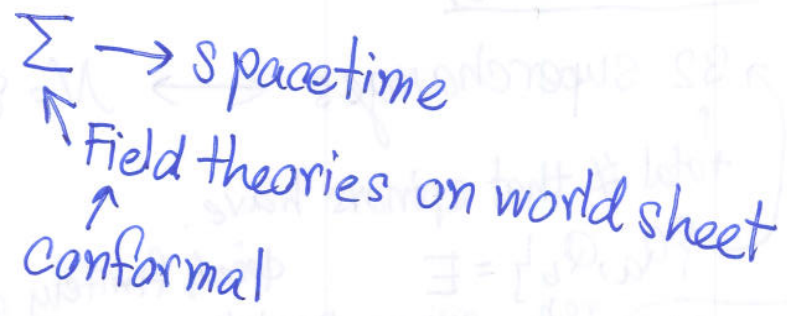 Σ → spacetime
Field theories on world sheet
conformal